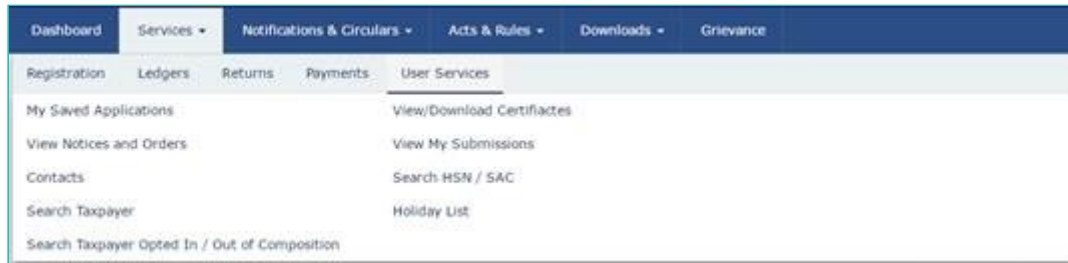 Dashboard Services Notifications & Circulars Acts & Rules Downloads Grievance
Registration Ledgers Returns Payments User Services
My Saved Applications View/Download Certifiactes
View Notices and Orders View My Submissions
Contacts Search HSN / SAC
Search Taxpayer Holiday List
Search Taxpayer Opted In / Out of Composition